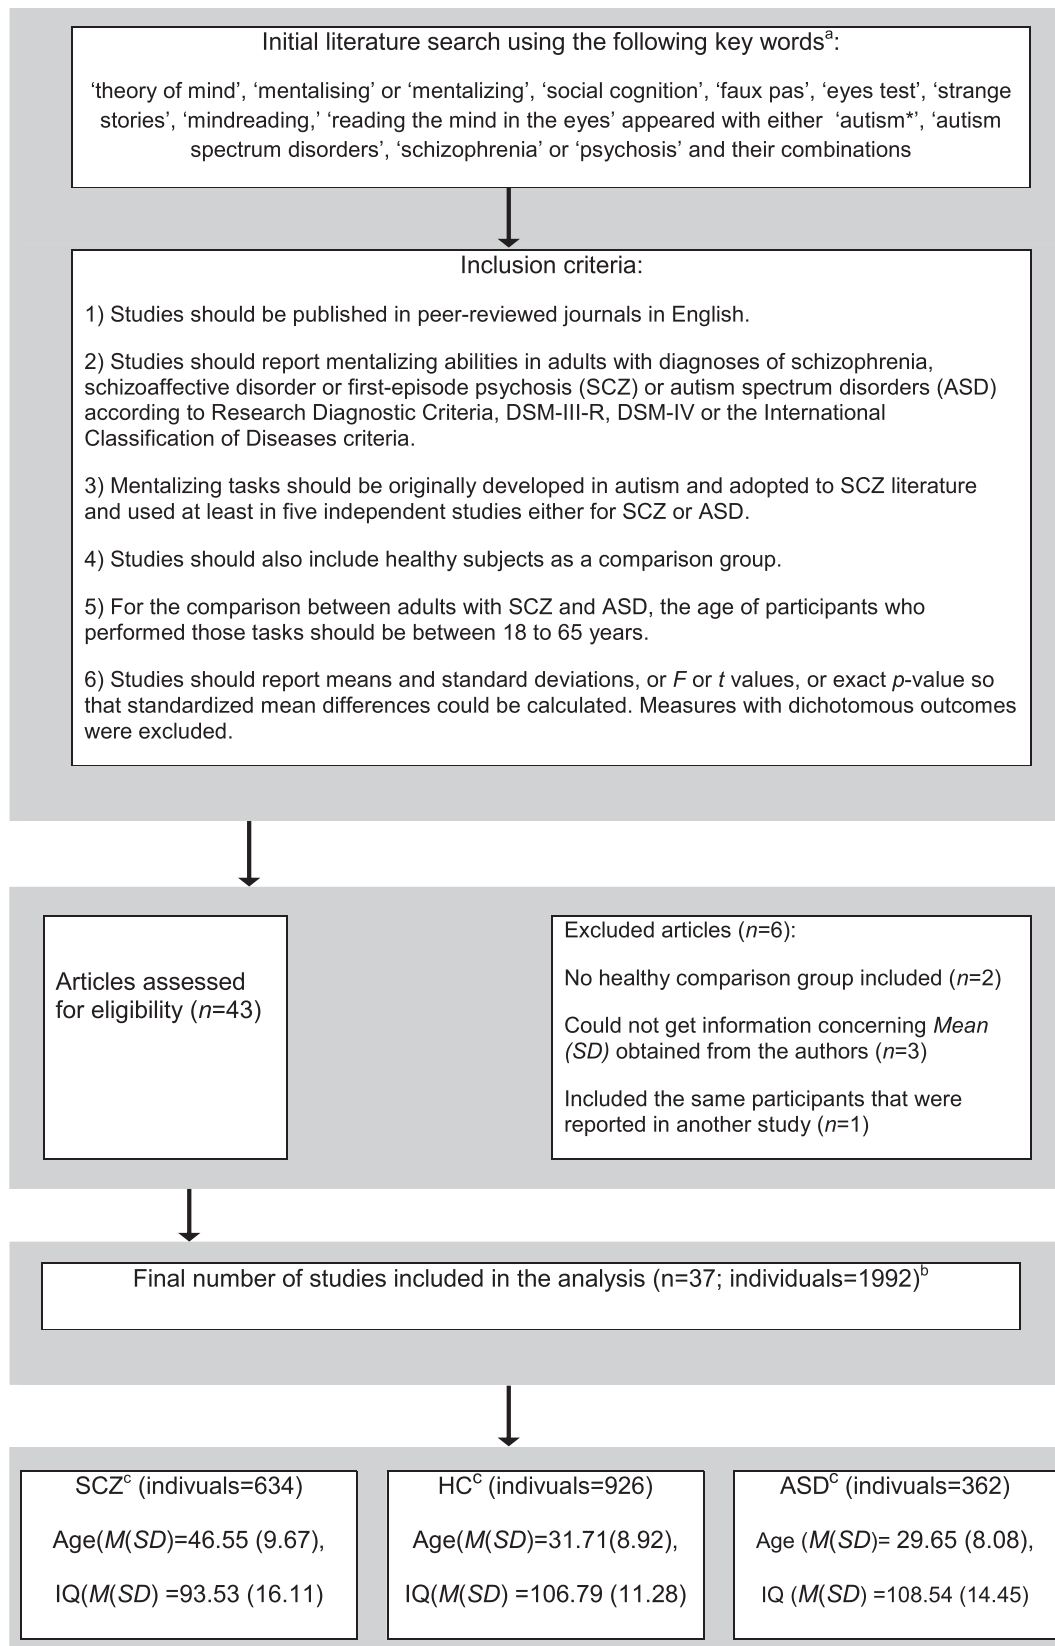 Initial literature search using the following key wordsa:
‘theory of mind’, ‘mentalising’ or ‘mentalizing’, ‘social cognition’, ‘faux pas’, ‘eyes test’, ‘strange
stories’, ‘mindreading,’ ‘reading the mind in the eyes’ appeared with either ‘autism*’, ‘autism
spectrum disorders’, ‘schizophrenia’ or ‘psychosis’ and their combinations
Inclusion criteria:
1) Studies should be published in peer-reviewed journals in English.
2) Studies should report mentalizing abilities in adults with diagnoses of schizophrenia,
schizoaffective disorder or first-episode psychosis (SCZ) or autism spectrum disorders (ASD)
according to Research Diagnostic Criteria, DSM-III-R, DSM-IV or the International
Classification of Diseases criteria.
3) Mentalizing tasks should be originally developed in autism and adopted to SCZ literature
and used at least in five independent studies either for SCZ or ASD.
4) Studies should also include healthy subjects as a comparison group.
5) For the comparison between adults with SCZ and ASD, the age of participants who
performed those tasks should be between 18 to 65 years.
6) Studies should report means and standard deviations, or F or t values, or exact p-value so
that standardized mean differences could be calculated. Measures with dichotomous outcomes
were excluded.
Articles assessed
for eligibility (n=43)
Excluded articles (n=6):
No healthy comparison group included (n=2)
Could not get information concerning Mean
(SD) obtained from the authors (n=3)
Included the same participants that were
reported in another study (n=1)
Final number of studies included in the analysis (n=37; individuals=1992)b
SCZc (indivuals=634)
Age(M(SD)=46.55 (9.67),
IQ(M(SD) =93.53 (16.11)
HCc (indivuals=926)
Age(M(SD)=31.71(8.92),
IQ(M(SD) =106.79 (11.28)
ASDc (indivuals=362)
Age (M(SD)= 29.65 (8.08),
IQ (M(SD) =108.54 (14.45)